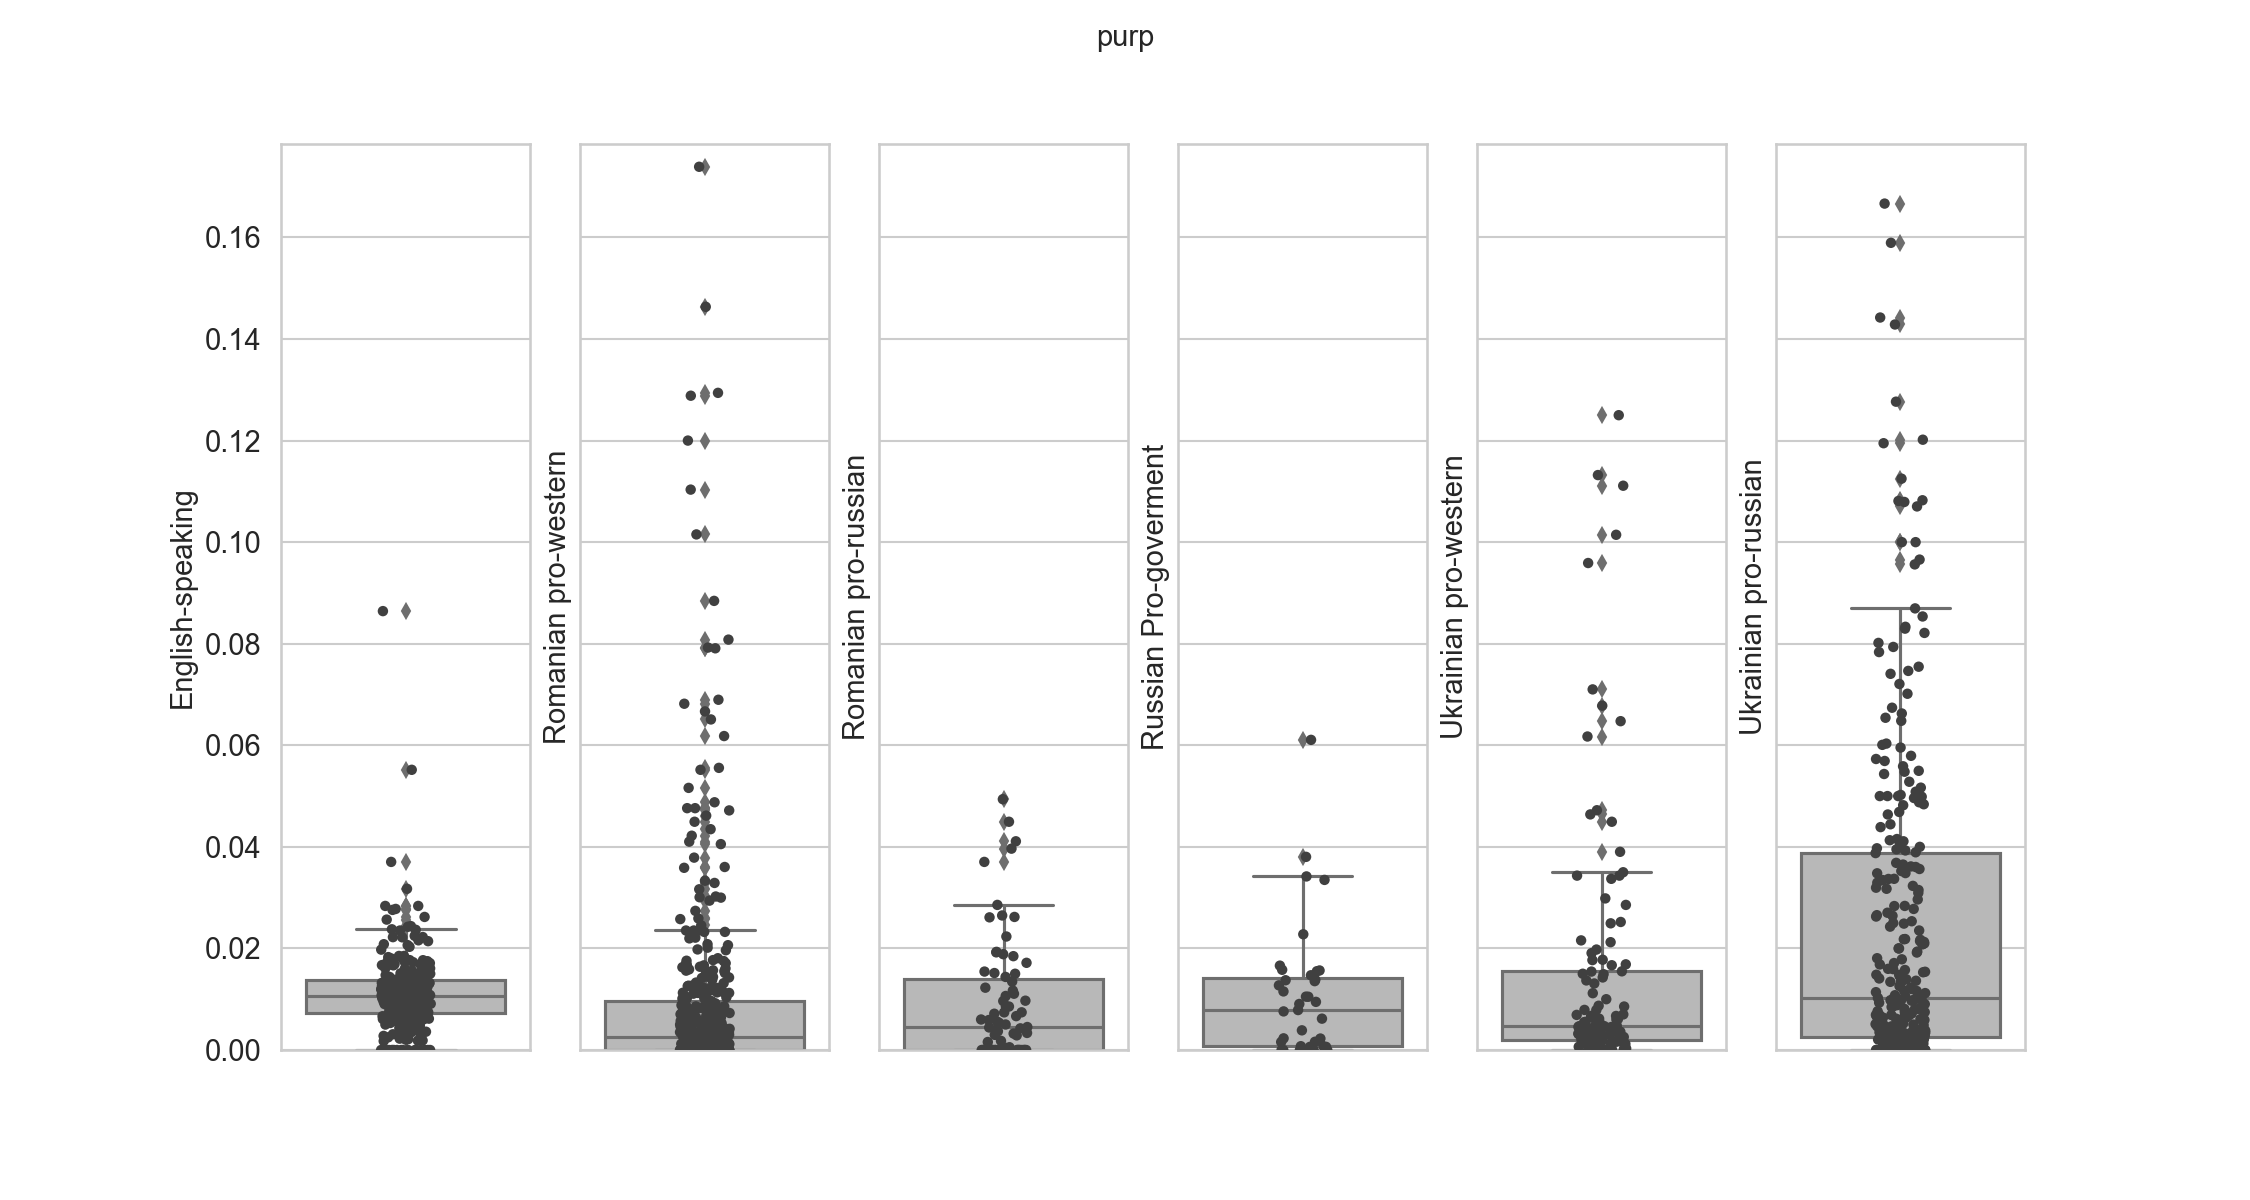 purp
0.16
0.14
0.12
0.10
0.08
0.06
0.04
0.02
0.00
English-speaking
Romanian pro-western
Romanian pro-russian
Russian Pro-goverment
Ukrainian pro-western
Ukrainian pro-russian